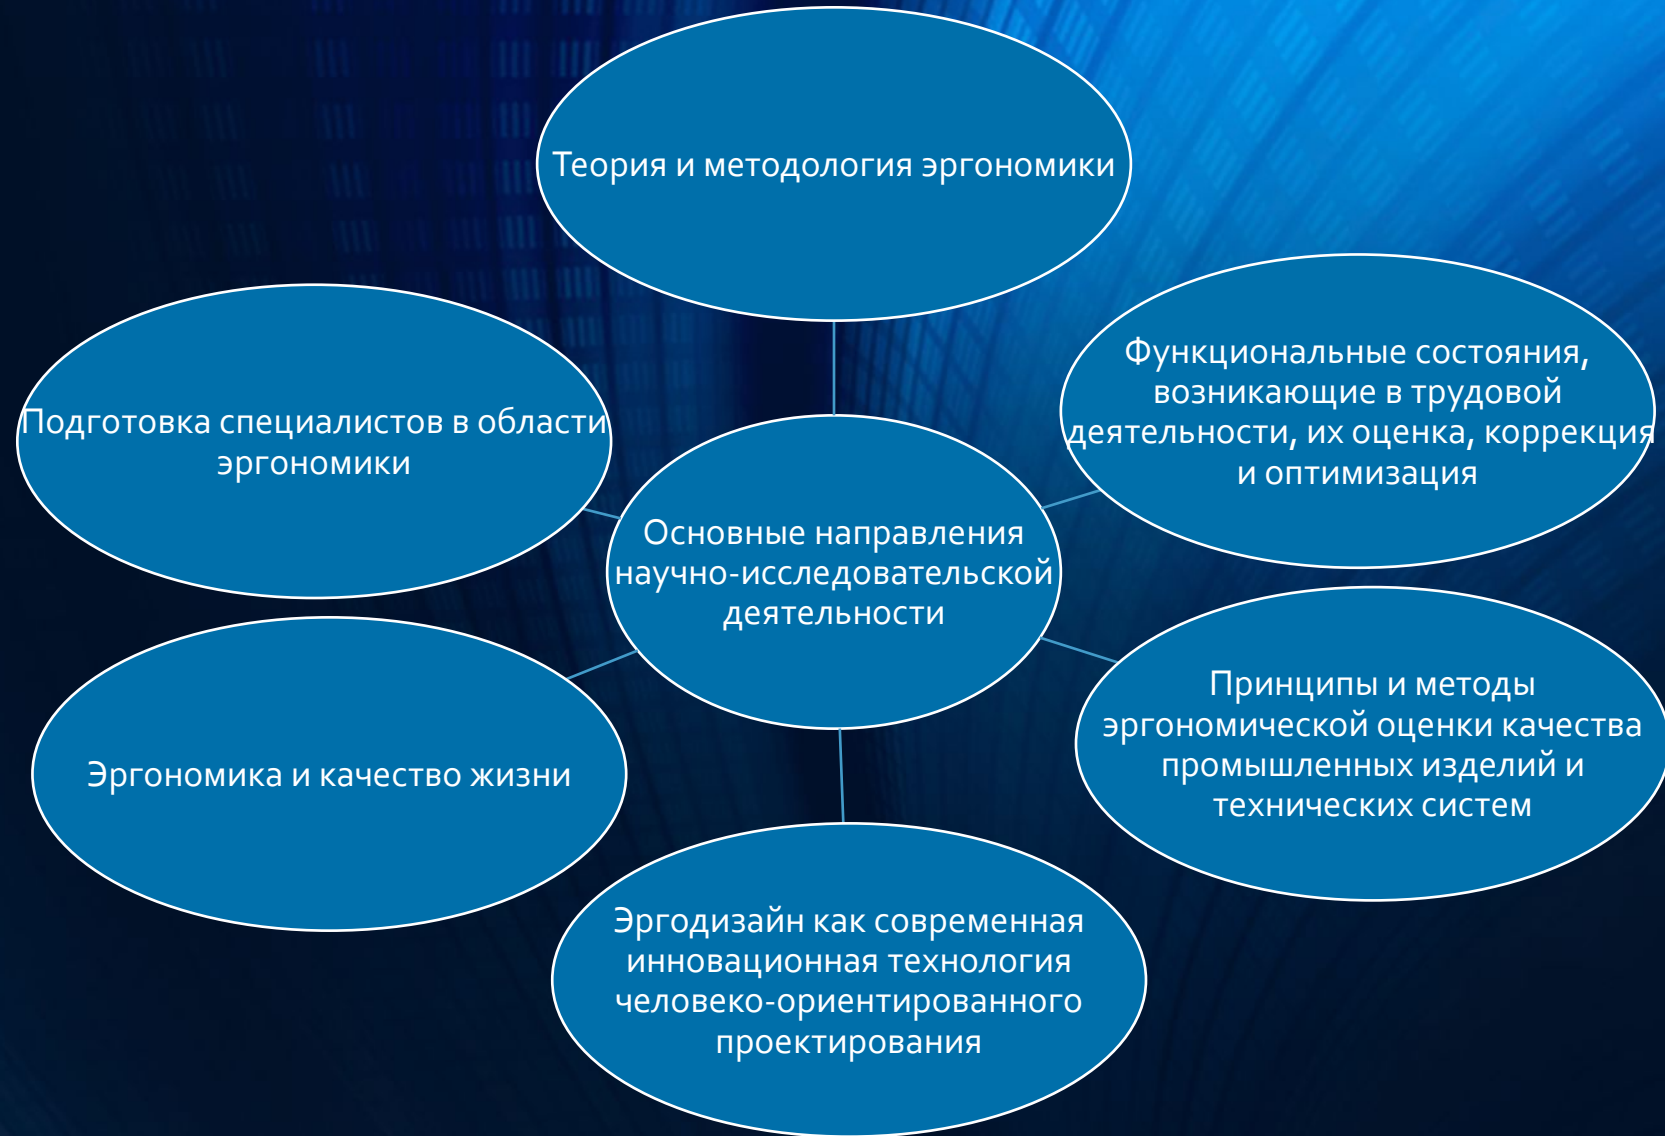 Теория и методология эргономики
Функциональные состояния,
возникающие в трудовой
деятельности, их оценка, коррекция
и оптимизация
Подготовка специалистов в области
эргономики
Основные направления
научно-исследовательской
деятельности
Принципы и методы
эргономической оценки качества
промышленных изделий и
технических систем
Эргономика и качество жизни
Эргодизайн как современная
инновационная технология
человеко-ориентированного
проектирования